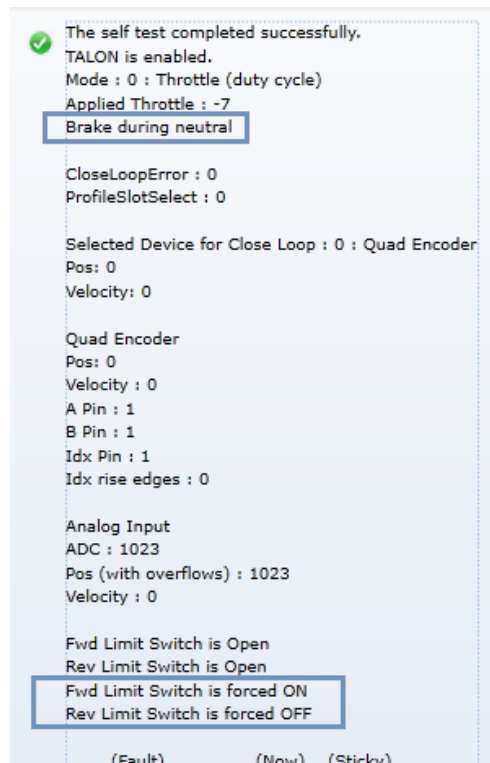 The self test completed successfully.
TALON is enabled.
Mode : 0 : Throttle (duty cycle)
Applied Throttle : -7
Brake during neutral
CloseLoopError : 0
ProfileSlotSelect : 0
Selected Device for Close Loop : 0 : Quad Encoder
Pos: 0
Velocity: 0
Quad Encoder
Pos: 0
Velocity : 0
A Pin : 1
B Pin : 1
Idx Pin : 1
Idx rise edges : 0
Analog Input
ADC : 1023
Pos (with overflows) : 1023
Velocity : 0
Fwd Limit Switch is Open
Rev Limit Switch is Open
Fwd Limit Switch is forced ON
Rev Limit Switch is forced OFF
(Fault) (Now) (Sticky)